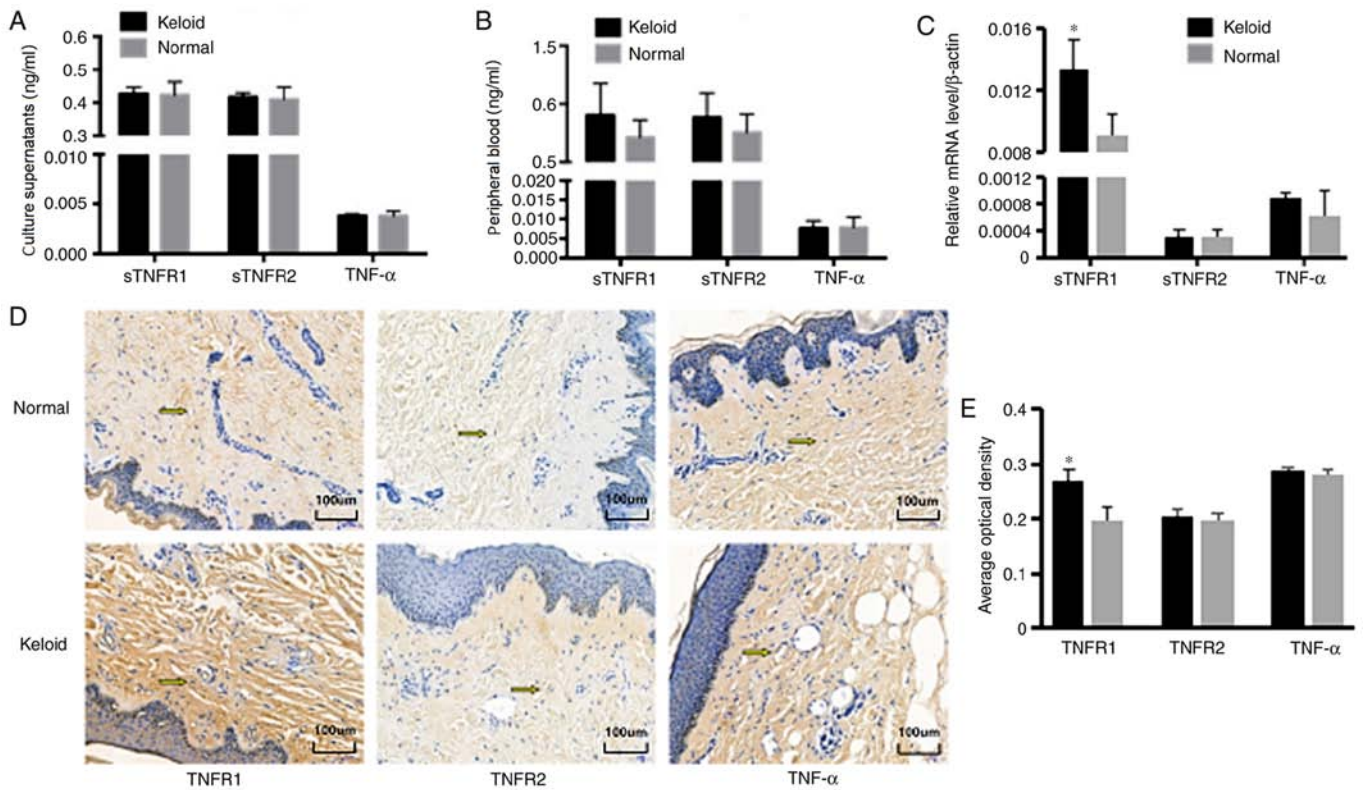 A
Keloid
Normal
Culture supernatants (ng/ml)
0.6
0.5
0.4
0.3
0.010
0.005
0.000
sTNFR1 sTNFR2 TNF-α
B
Keloid
Normal
Peripheral blood (ng/ml)
1.5
0.6
0.5
0.020
0.015
0.010
0.005
0.000
sTNFR1 sTNFR2 TNF-α
C
Keloid
Normal
Relative mRNA level/β-actin
0.016
0.012
0.008
0.0012
0.0008
0.0004
0
*
sTNFR1 sTNFR2 TNF-α
D
Normal
100um 100um 100um
Keloid
100um 100um 100um
TNFR1 TNFR2 TNF-α
E
Average optical density
0.4
0.3
0.2
0.1
0
*
TNFR1 TNFR2 TNF-α